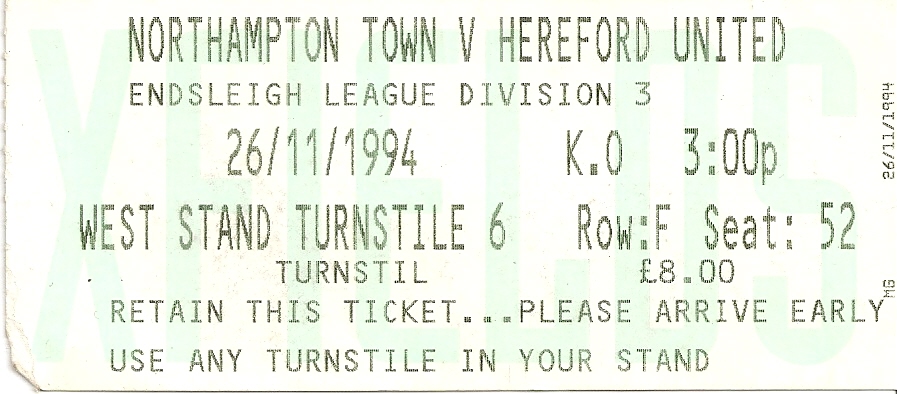 NORTHAMPTON TOWN V HEREFORD UNITED
ENDSLEIGH LEAGUE DIVISION 3
26/11/1994 K.O 3:00p
WEST STAND TURNSTILE 6 Row:F Seat: 52
TURNSTIL £8.00
RETAIN THIS TICKET...PLEASE ARRIVE EARLY
USE ANY TURNSTILE IN YOUR STAND
26/11/1994
MG